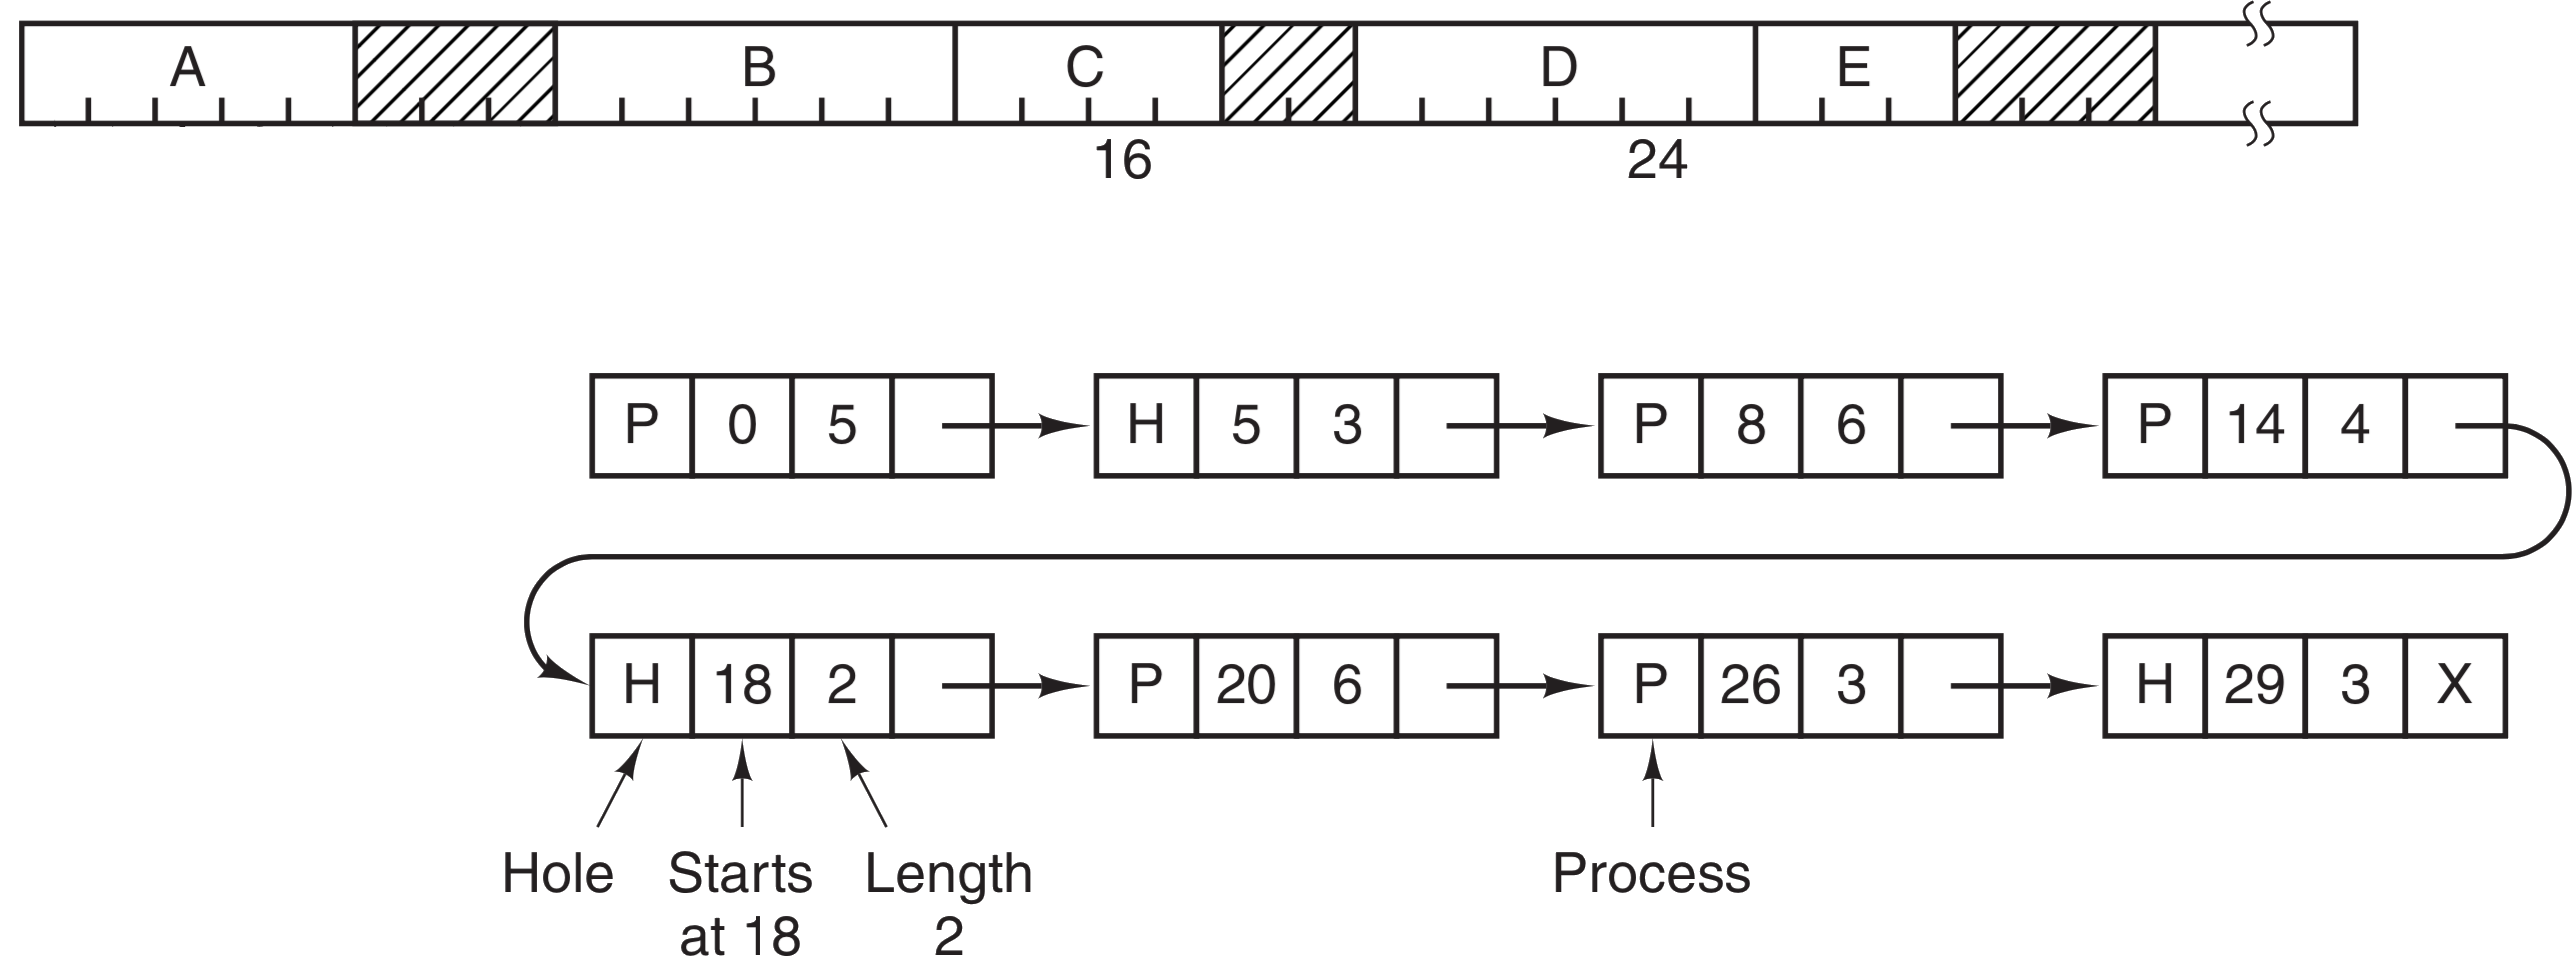 A B C D E
16 24
P 0 5 H 5 3 P 8 6 P 14 4
H 18 2 P 20 6 P 26 3 H 29 3 X
Hole Starts Length Process
at 18 2